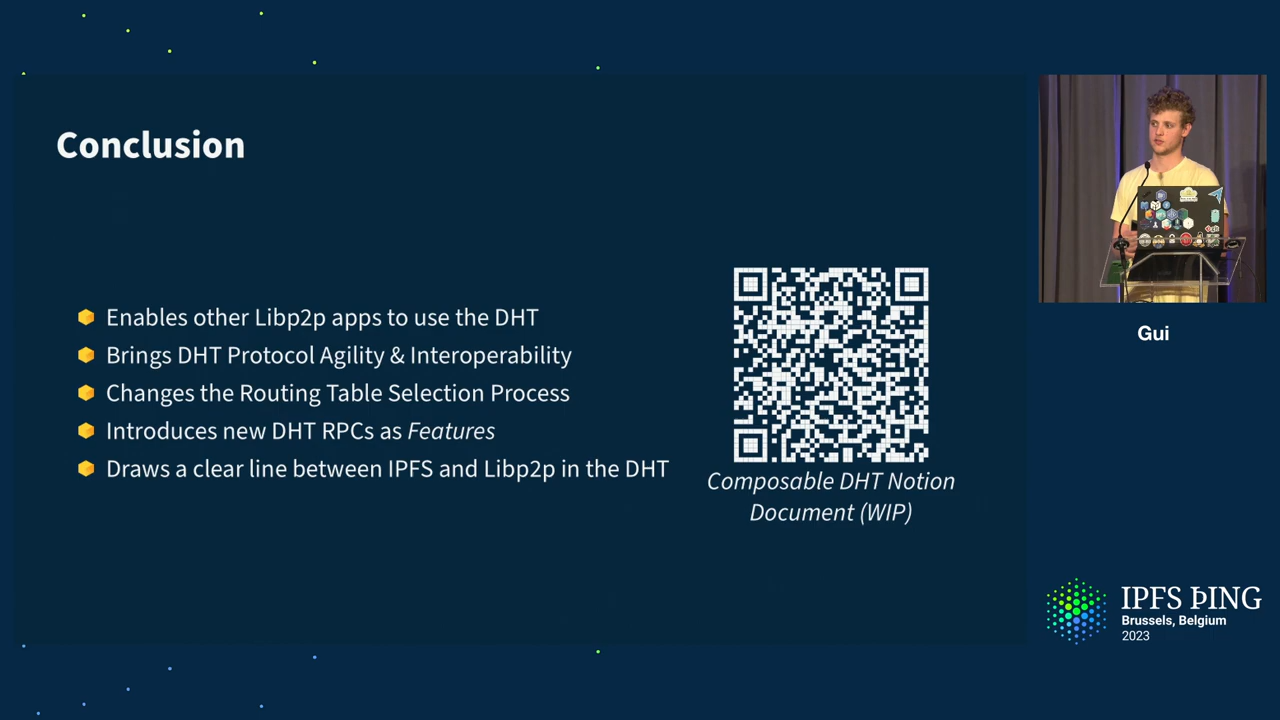 Conclusion
Enables other Libp2p apps to use the DHT
Brings DHT Protocol Agility & Interoperability
Changes the Routing Table Selection Process
Introduces new DHT RPCs as Features
Draws a clear line between IPFS and Libp2p in the DHT
Composable DHT Notion
Document (WIP)
Gui
IPFS ÞING
Brussels, Belgium
2023